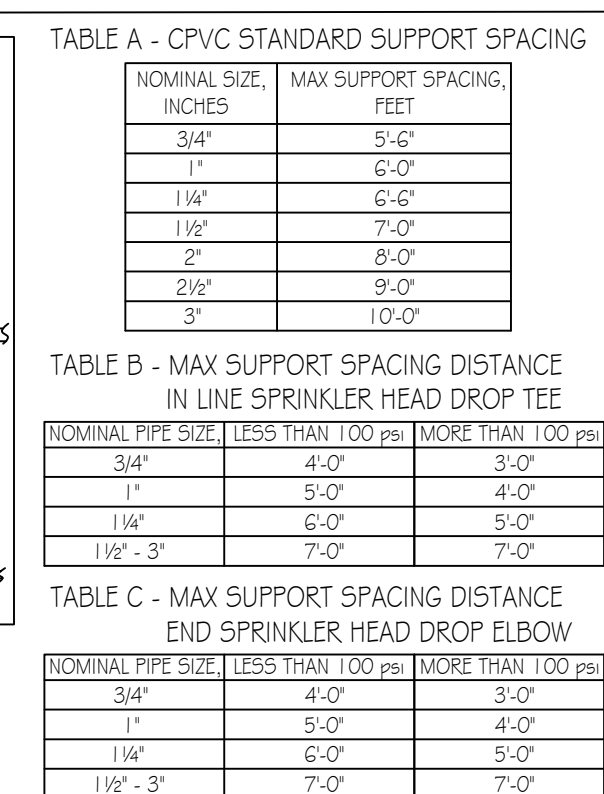 TABLE A - CPVC STANDARD SUPPORT SPACING
NOMINAL SIZE, INCHES MAX SUPPORT SPACING, FEET
3/4" 5'-6"
1" 6'-0"
1 1/4" 6'-6"
1 1/2" 7'-0"
2" 8'-0"
2 1/2" 9'-0"
3" 10'-0"
TABLE B - MAX SUPPORT SPACING DISTANCE
IN LINE SPRINKLER HEAD DROP TEE
NOMINAL PIPE SIZE, LESS THAN 100 psi MORE THAN 100 psi
3/4" 4'-0" 3'-0"
1" 5'-0" 4'-0"
1 1/4" 6'-0" 5'-0"
1 1/2" - 3" 7'-0" 7'-0"
TABLE C - MAX SUPPORT SPACING DISTANCE
END SPRINKLER HEAD DROP ELBOW
NOMINAL PIPE SIZE, LESS THAN 100 psi MORE THAN 100 psi
3/4" 4'-0" 3'-0"
1" 5'-0" 4'-0"
1 1/4" 6'-0" 5'-0"
1 1/2" - 3" 7'-0" 7'-0"